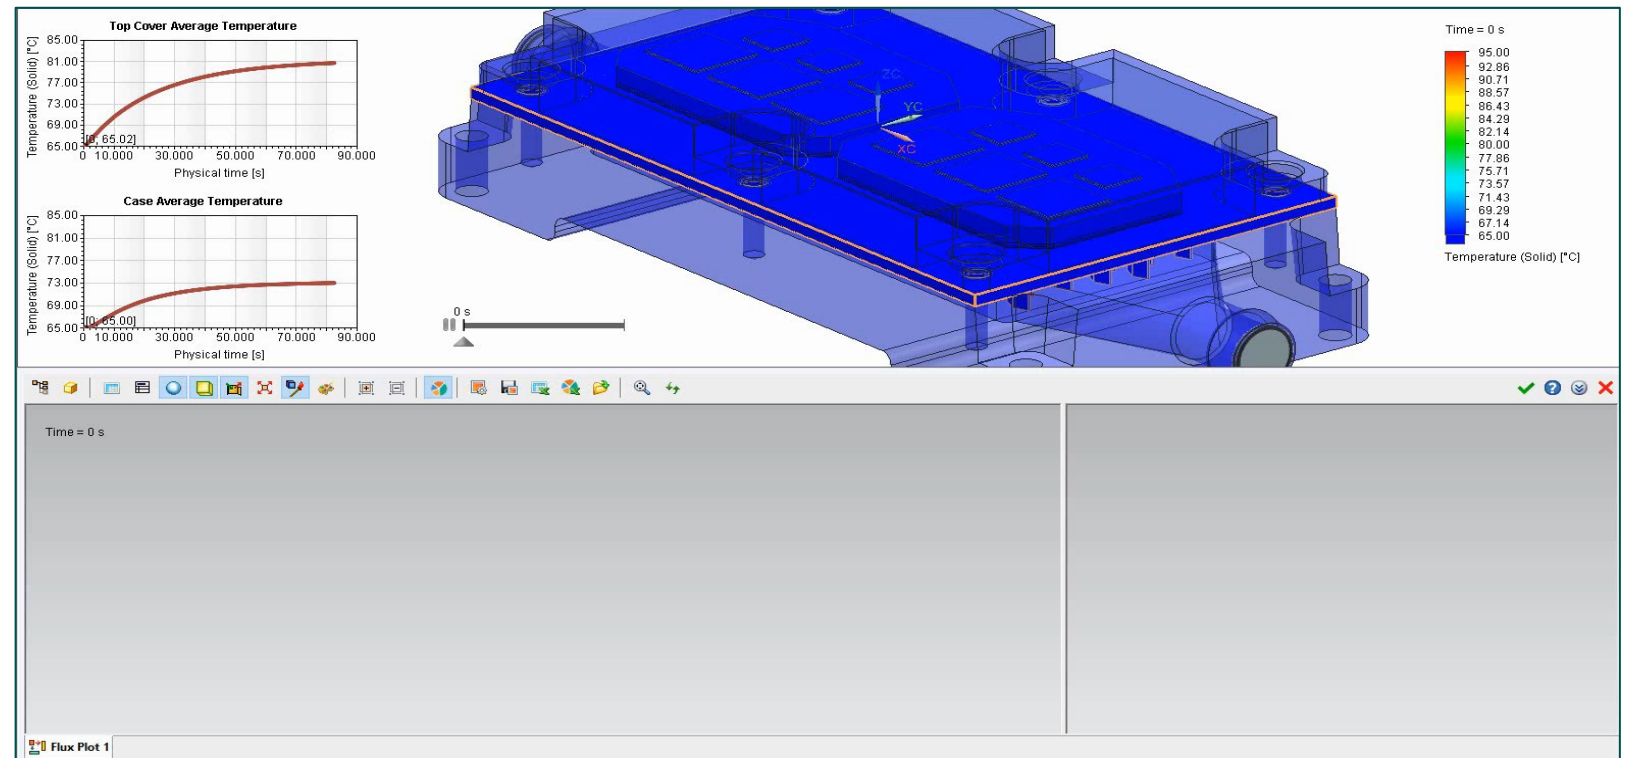 Top Cover Average Temperature
Temperature (Solid) [°C]
85.00
81.00
77.00
73.00
69.00
65.00
[0; 65.02]
0 10.000 30.000 50.000 70.000 90.000
Physical time [s]
Case Average Temperature
Temperature (Solid) [°C]
85.00
81.00
77.00
73.00
69.00
65.00
[0; 65.00]
0 10.000 30.000 50.000 70.000 90.000
Physical time [s]
ZC
YC
XC
0 s
Time = 0 s
95.00
92.86
90.71
88.57
86.43
84.29
82.14
80.00
77.86
75.71
73.57
71.43
69.29
67.14
65.00
Temperature (Solid) [°C]
Time = 0 s
Flux Plot 1